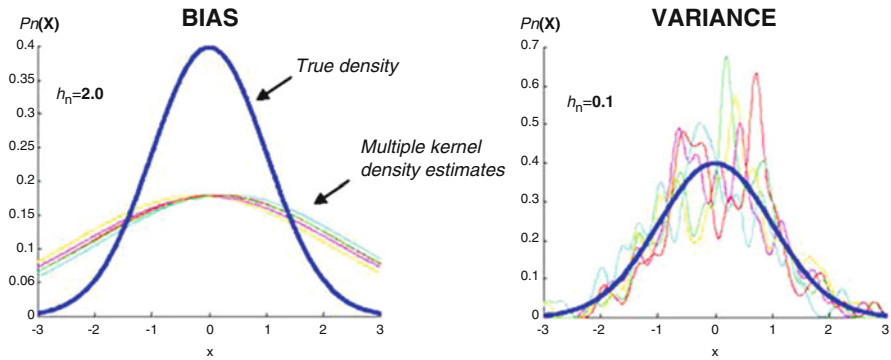 BIAS
Pn(X)
0.4
0.35
0.3
0.25
0.2
0.15
0.1
0.06
0
-3 -2 -1 0 1 2 3
x
hn=2.0
True density
Multiple kernel
density estimates
VARIANCE
Pn(X)
0.7
0.6
0.5
0.4
0.3
0.2
0.1
0
-3 -2 -1 0 1 2 3
x
hn=0.1